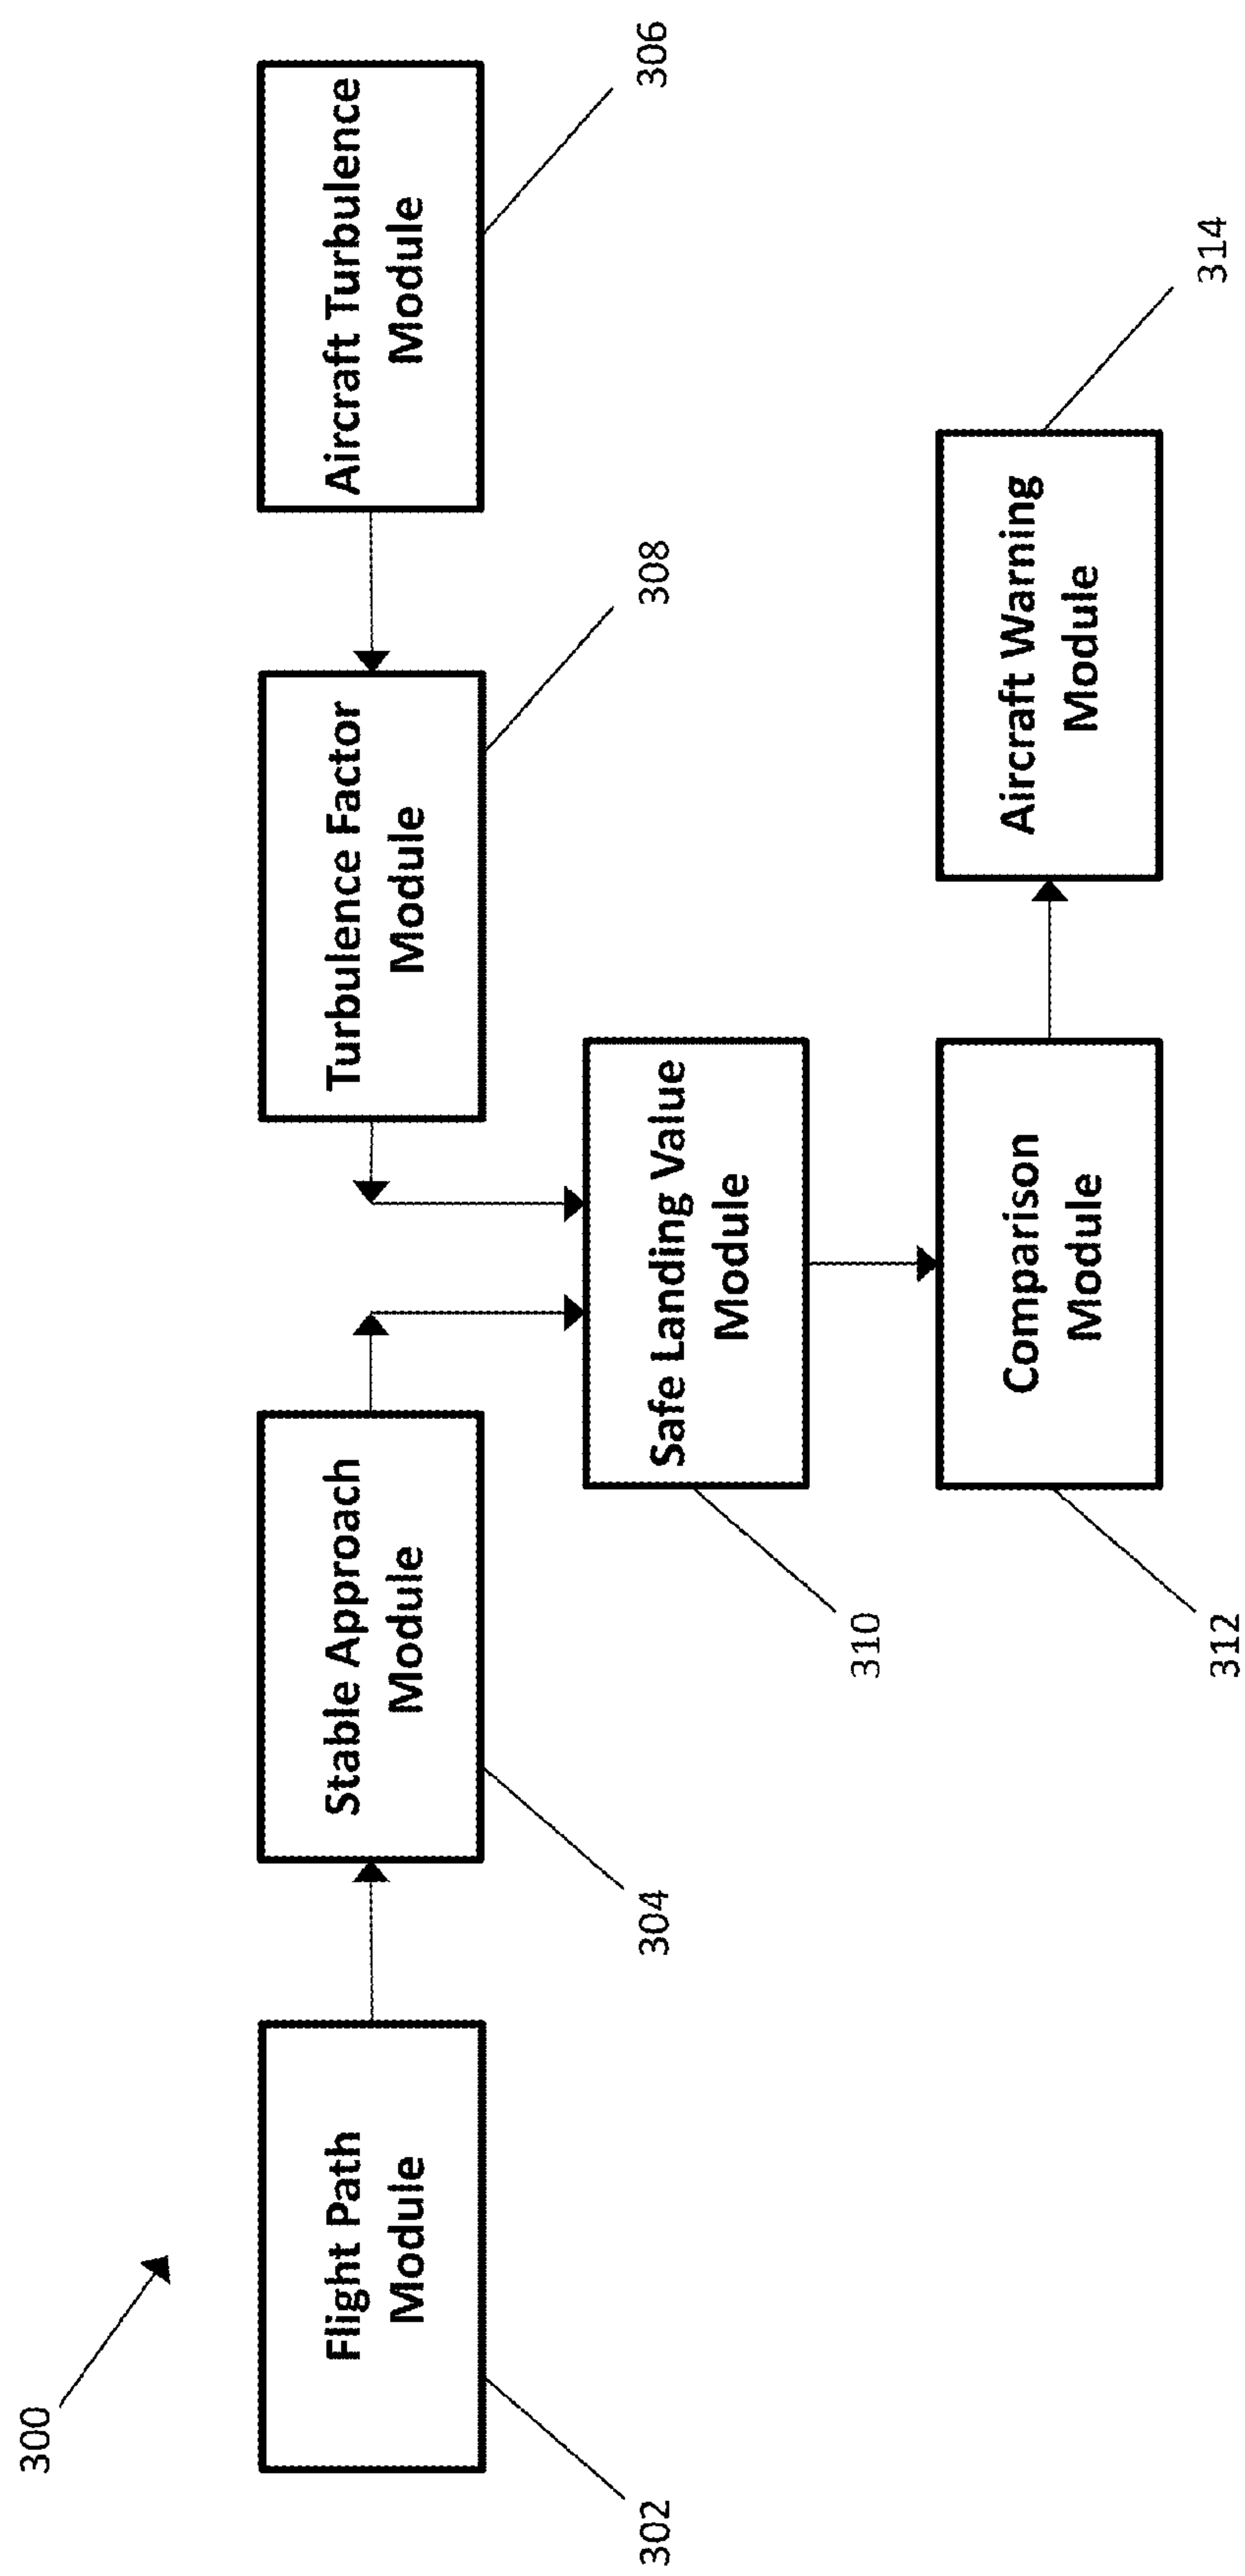 300
Flight Path
Module
302
Stable Approach
Module
304
Turbulence Factor
Module
308
Aircraft Turbulence
Module
306
Safe Landing Value
Module
310
Comparison
Module
312
Aircraft Warning
Module
314